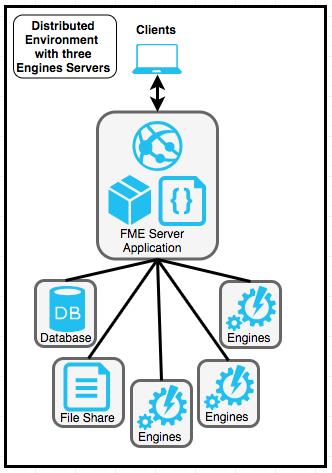 Distributed
Environment
with three
Engines Servers
Clients
{}
FME Server
Application
DB
Database
Engines
File Share
Engines
Engines